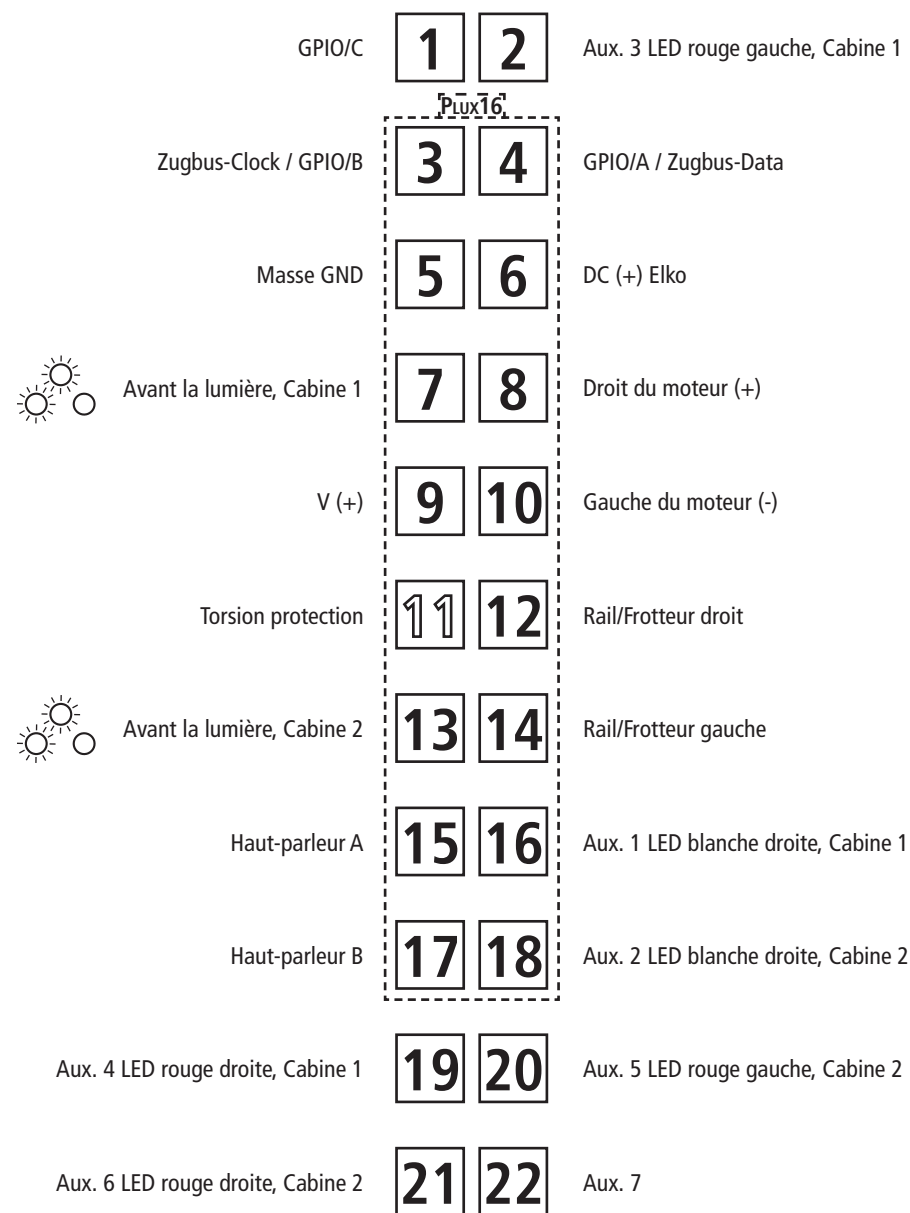 GPIO/C 1 2 Aux. 3 LED rouge gauche, Cabine 1
PLUX16
Zugbus-Clock / GPIO/B 3 4 GPIO/A / Zugbus-Data
Masse GND 5 6 DC (+) Elko
Avant la lumière, Cabine 1 7 8 Droit du moteur (+)
V (+) 9 10 Gauche du moteur (-)
Torsion protection 11 12 Rail/Frotteur droit
Avant la lumière, Cabine 2 13 14 Rail/Frotteur gauche
Haut-parleur A 15 16 Aux. 1 LED blanche droite, Cabine 1
Haut-parleur B 17 18 Aux. 2 LED blanche droite, Cabine 2
Aux. 4 LED rouge droite, Cabine 1 19 20 Aux. 5 LED rouge gauche, Cabine 2
Aux. 6 LED rouge droite, Cabine 2 21 22 Aux. 7